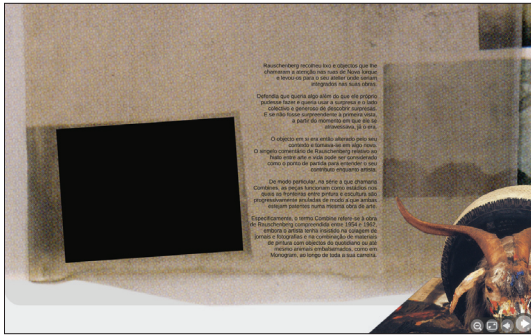 Rauschenberg recolheu lixo e objectos que lhe
chamaram a atenção nas ruas de Nova Iorque
e levou-os para o seu atelier onde seriam
integrados nas suas obras.
Defendia que queria algo além do que ele próprio
pudesse fazer e queria usar a surpresa e o lado
colectivo e generoso de descobrir surpresas.
E se não fosse surpreendente à primeira vista,
a partir do momento em que ele se
atravessava, já o era.
O objecto em si era então alterado pelo seu
contexto e tornava-se em algo novo.
O singelo comentário de Rauschenberg relativo ao
hiato entre arte e vida pode ser considerado
como o ponto de partida para entender o seu
contributo enquanto artista.
De modo particular, na série a que chamaria
Combines, as peças funcionam como estudos nos
quais as fronteiras entre pintura e escultura são
progressivamente anuladas de modo a que ambas
estejam patentes numa mesma obra de arte.
Especificamente, o termo Combine refere-se à obra
de Rauschenberg compreendida entre 1954 e 1962,
embora o artista tenha insistido na colagem de
jornais e fotografias e na combinação de materiais
de pintura com objectos do quotidiano ou até
mesmo animais embalsamados, como em
Monogram, ao longo de toda a sua carreira.